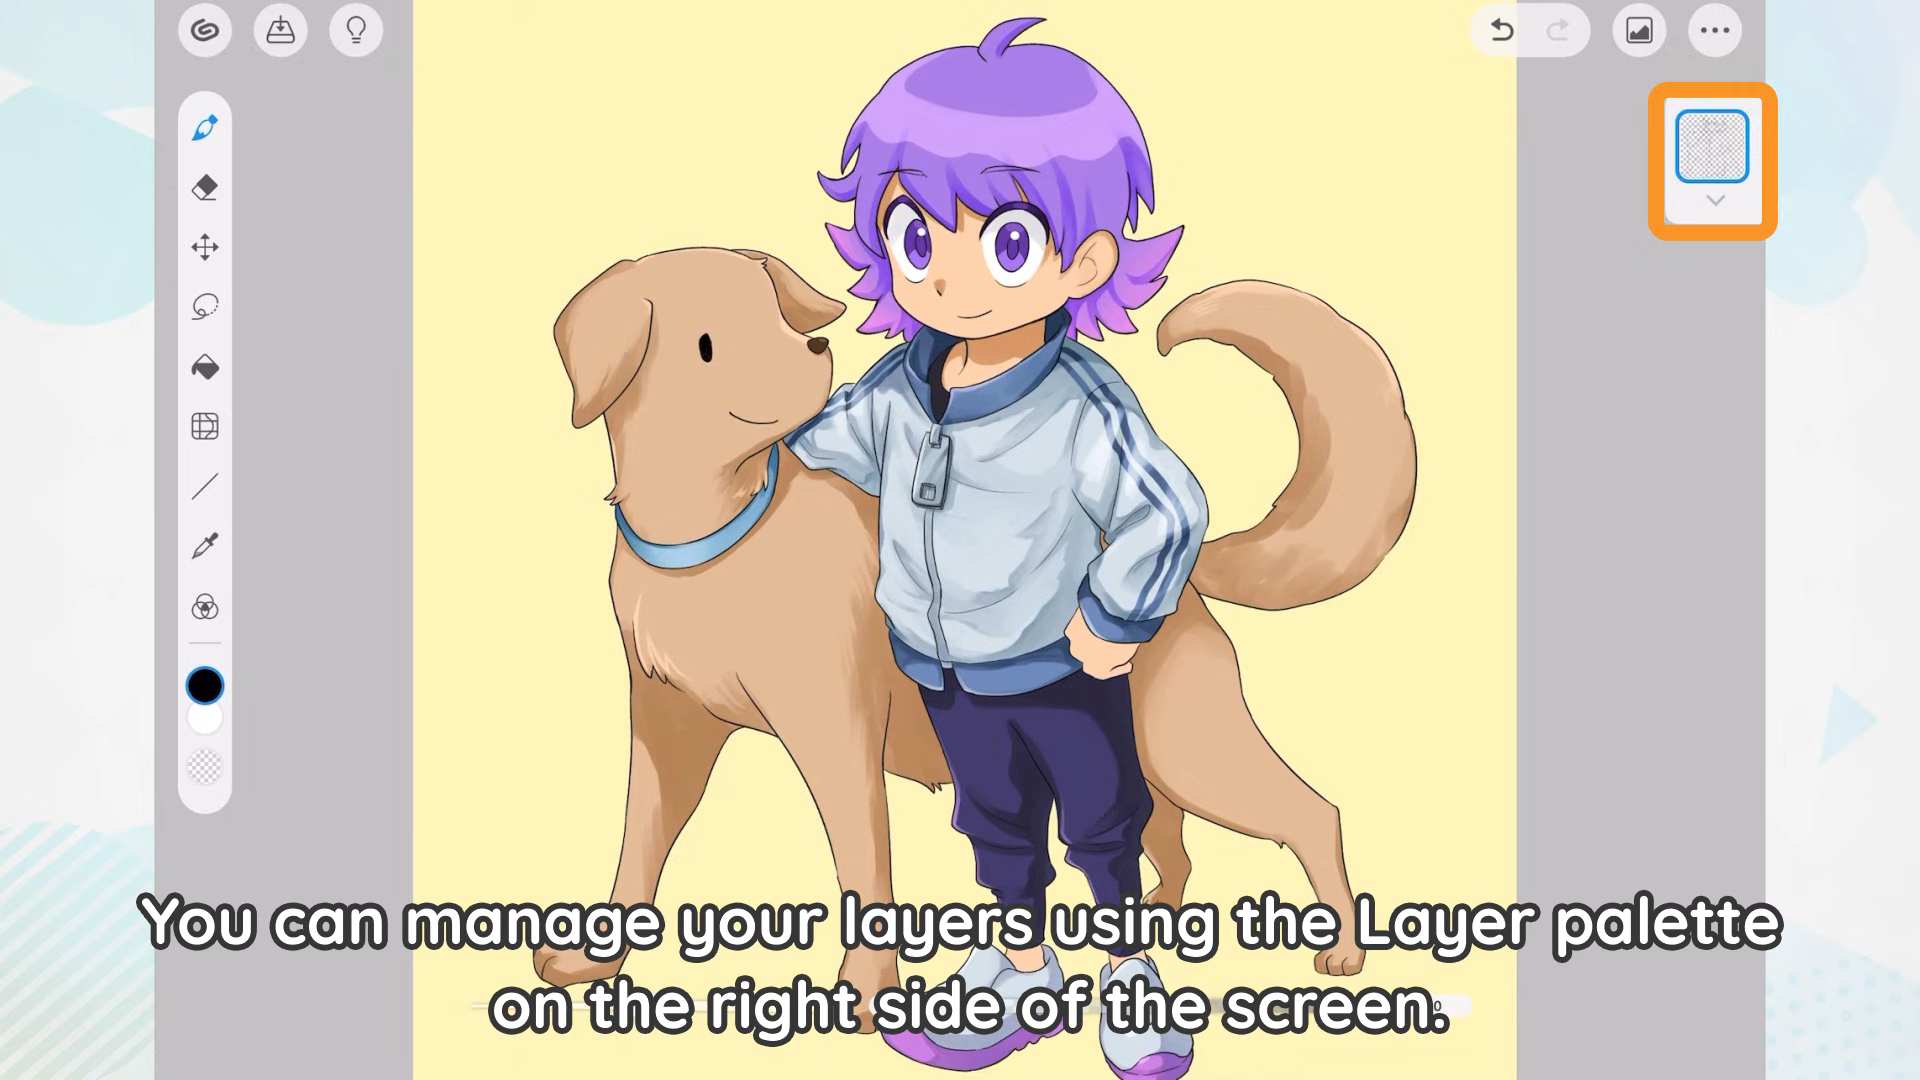 You can manage your layers using the Layer palette
on the right side of the screen.